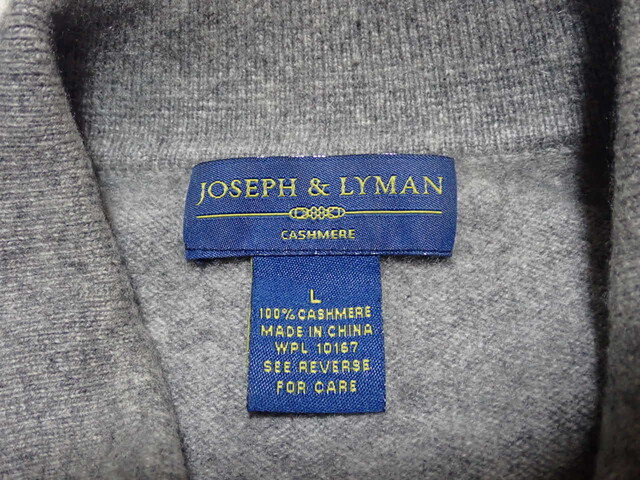 JOSEPH & LYMAN
CASHMERE
L
100% CASHMERE
MADE IN CHINA
WPL 10167
SEE REVERSE
FOR CARE